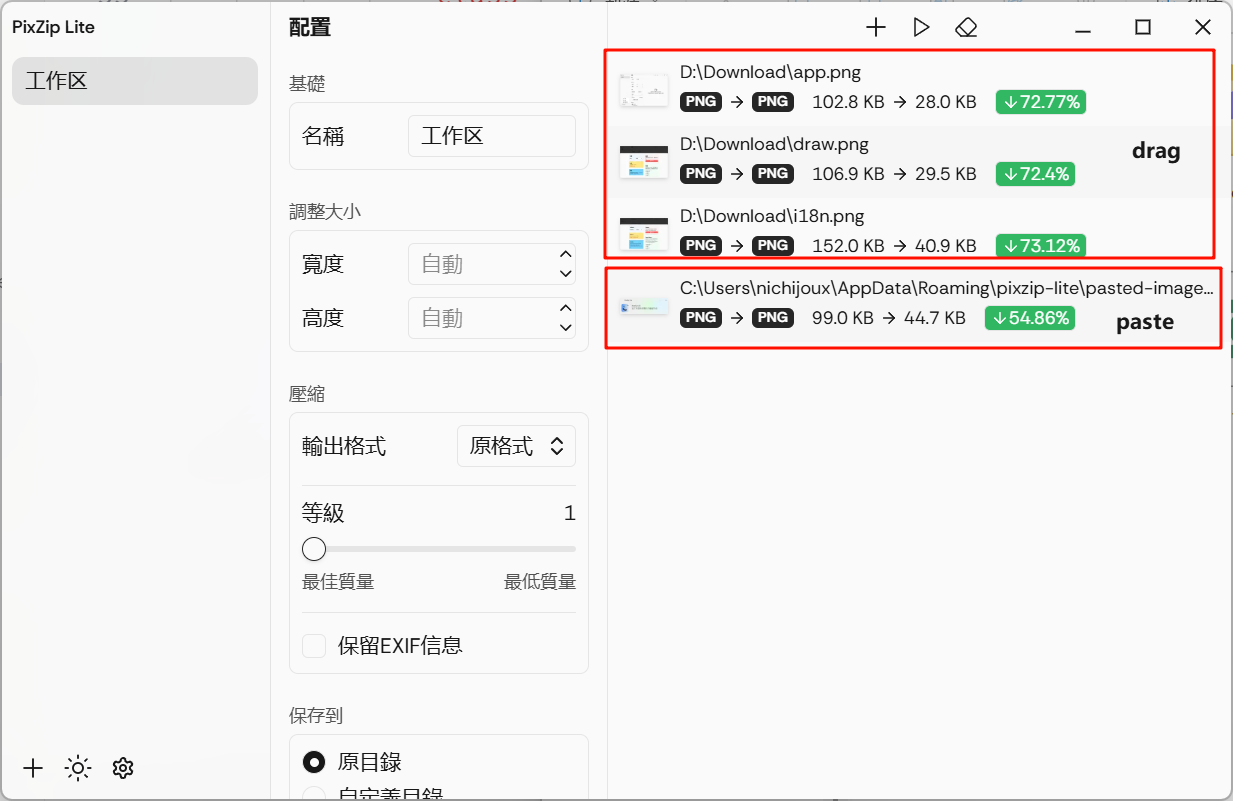 PixZip Lite
工作区
配置
基礎
名稱
工作区
調整大小
寬度
自動
高度
自動
壓縮
輸出格式
原格式
等級
1
最佳質量
最低質量
保留EXIF信息
保存到
原目錄
自定義目錄
D:\Download\app.png
PNG → PNG 102.8 KB → 28.0 KB ↓72.77%
D:\Download\draw.png
PNG → PNG 106.9 KB → 29.5 KB ↓72.4%
drag
D:\Download\i18n.png
PNG → PNG 152.0 KB → 40.9 KB ↓73.12%
C:\Users\nichijoux\AppData\Roaming\pixzip-lite\pasted-image...
PNG → PNG 99.0 KB → 44.7 KB ↓54.86%
paste